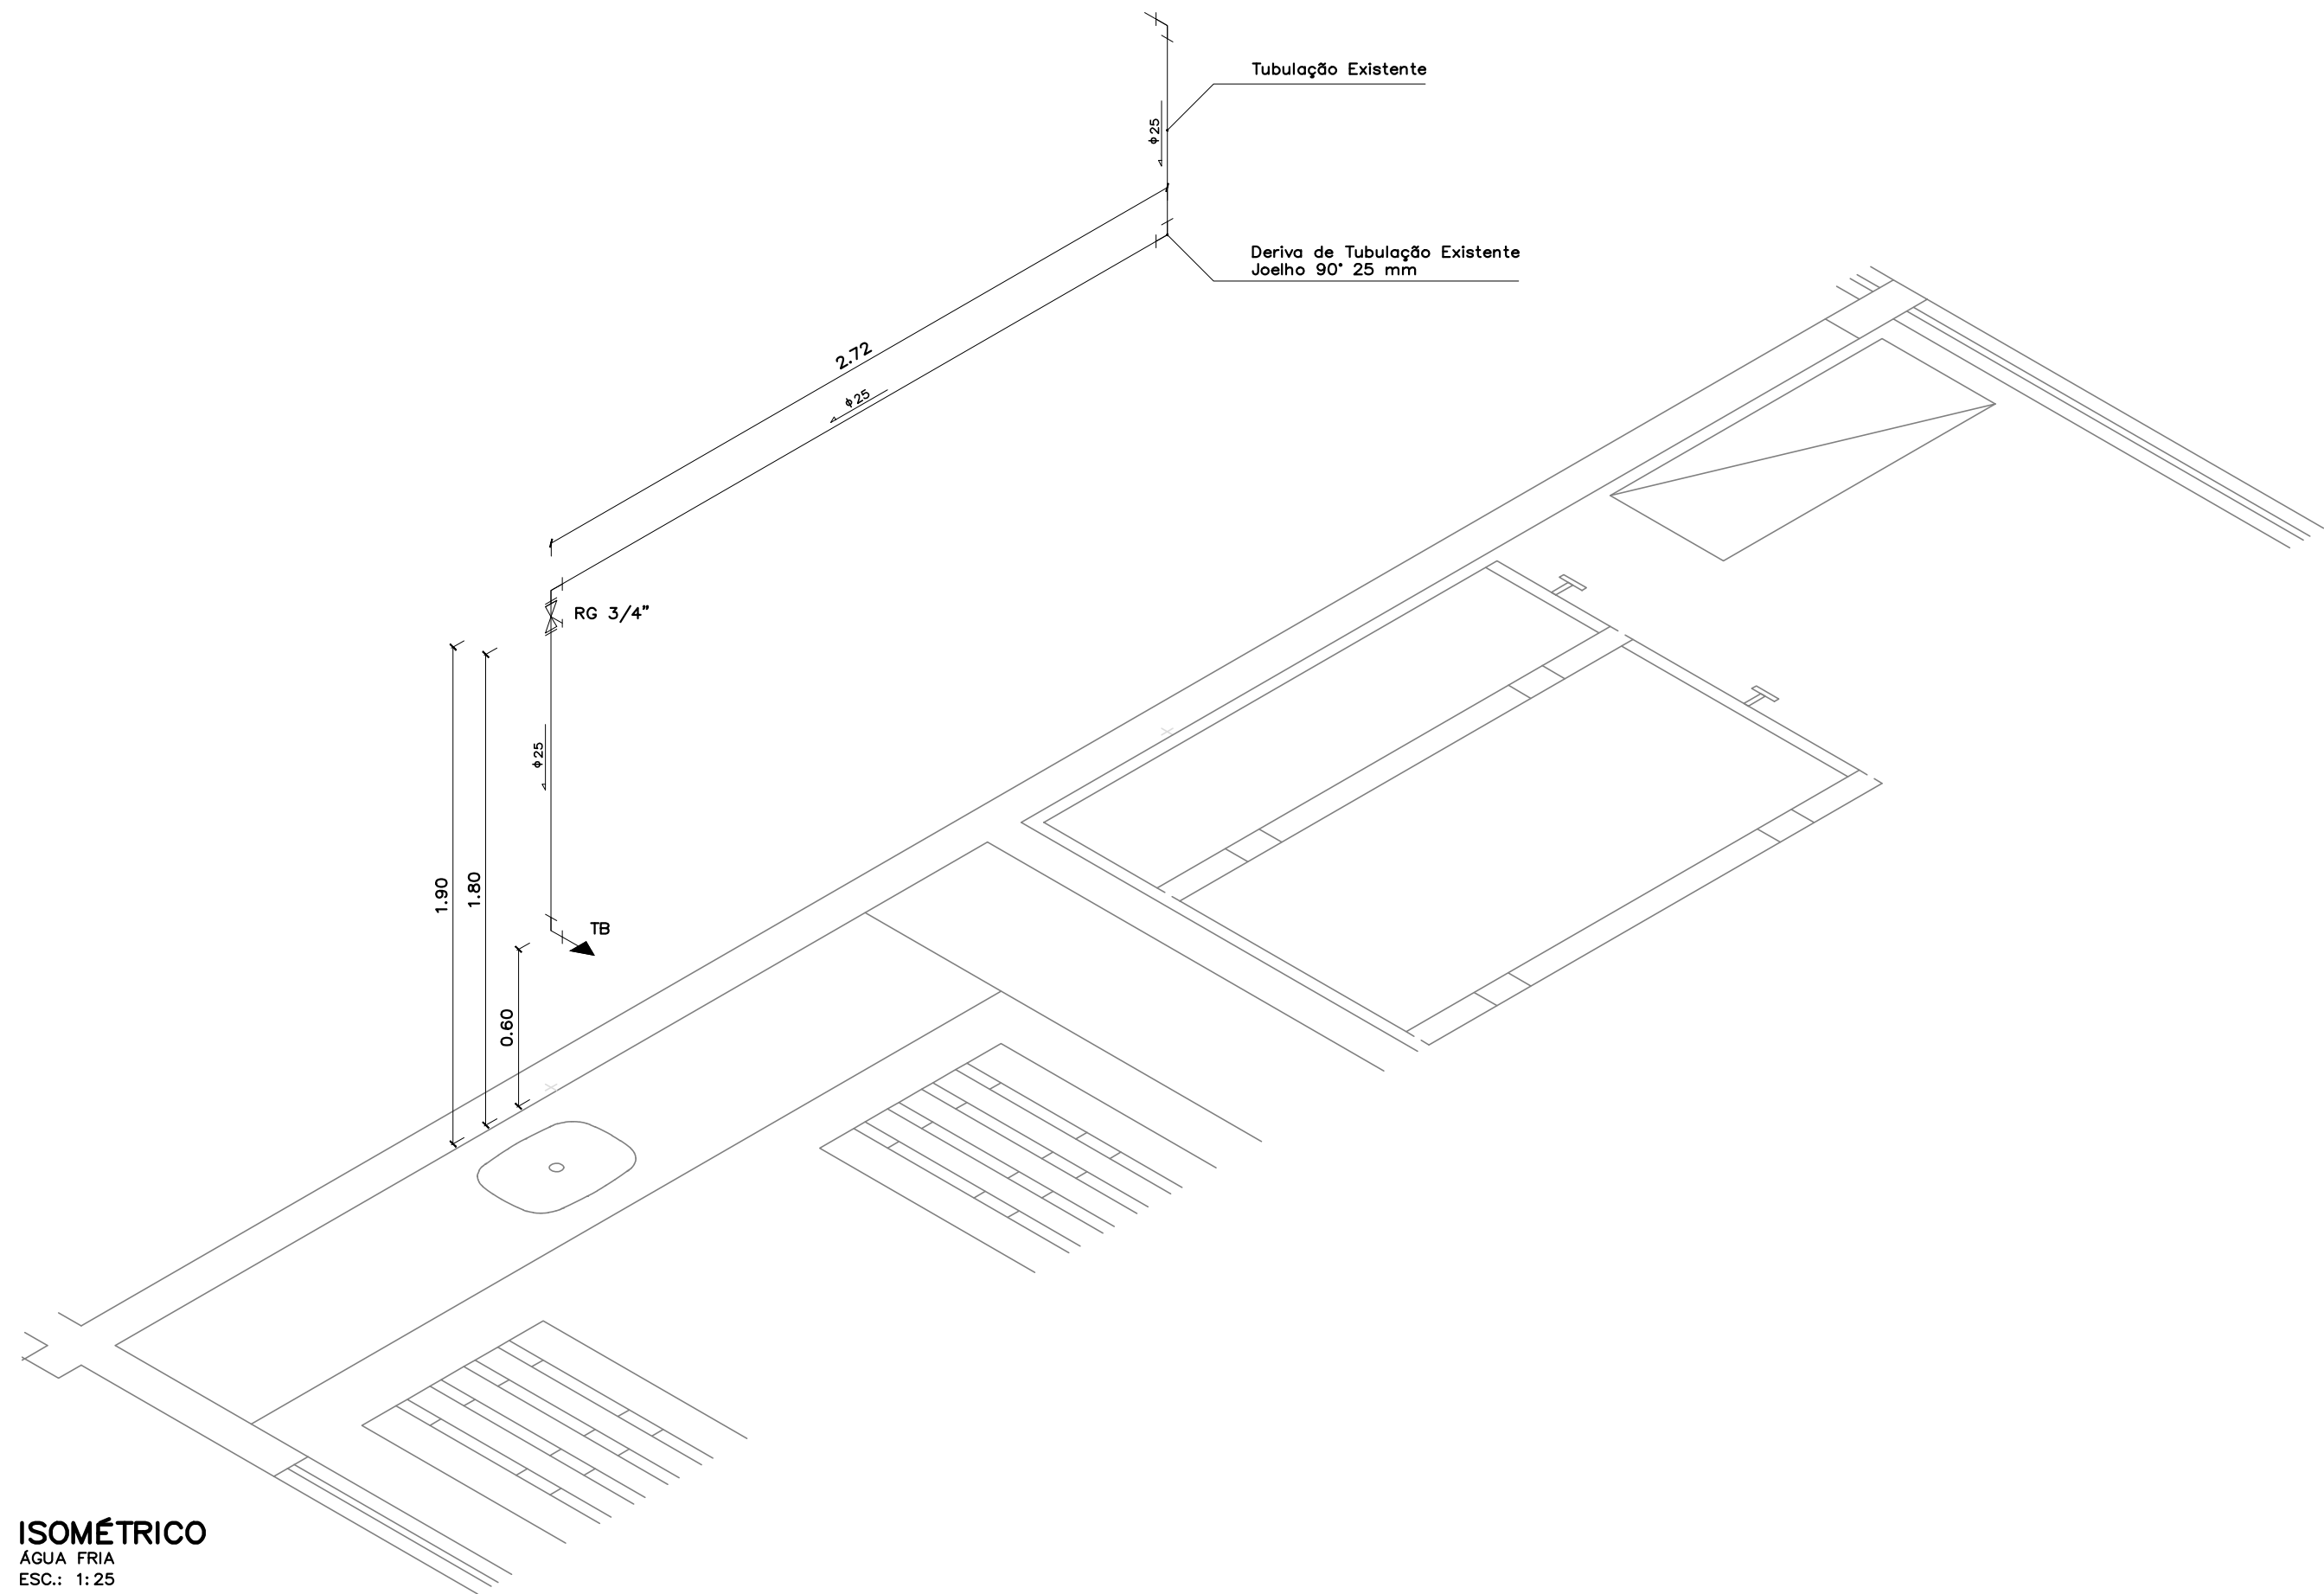 Tubulação Existente
ϕ25
Deriva de Tubulação Existente
Joelho 90° 25 mm
2.72
ϕ25
RG 3/4"
ϕ25
1.90
1.80
TB
0.60
ISOMÉTRICO
ÁGUA FRIA
ESC.: 1:25